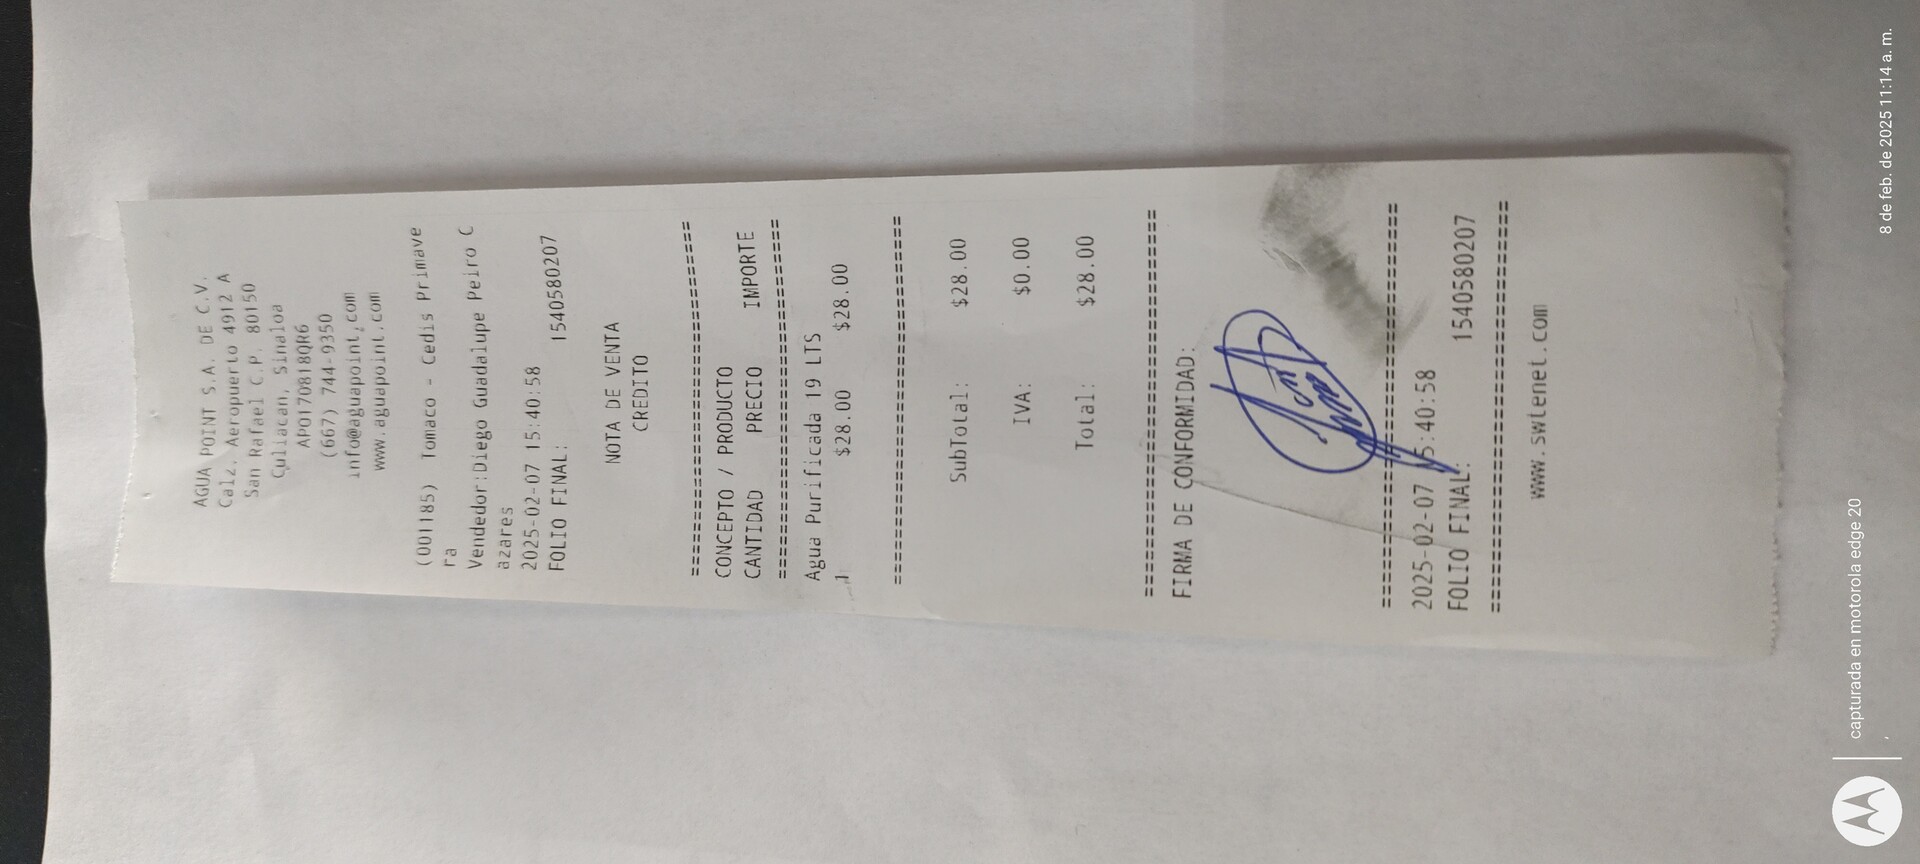 AGUA POINT S.A. DE C.V.
Calz. Aeropuerto 4912 A
San Rafael C.P. 80150
Culiacan, Sinaloa
APO170818QR6
(667) 744-9350
info@aguapoint.com
www.aguapoint.com
(001185) Tomaco - Cedis Primave
ra
Vendedor:Diego Guadalupe Peiro C
azares
2025-02-07 15:40:58
FOLIO FINAL: 1540580207
NOTA DE VENTA
CREDITO
================================
CONCEPTO / PRODUCTO
CANTIDAD PRECIO IMPORTE
================================
Agua Purificada 19 LTS
1 $28.00 $28.00
================================
SubTotal: $28.00
IVA: $0.00
Total: $28.00
================================
FIRMA DE CONFORMIDAD:
================================
2025-02-07 15:40:58
FOLIO FINAL: 1540580207
================================
www.swtenet.com
capturada en motorola edge 20
8 de feb. de 2025 11:14 a. m.